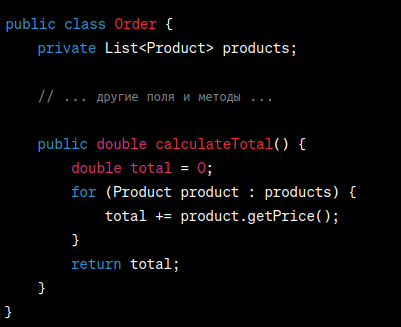 public class Order {
    private List<Product> products;
    // ... другие поля и методы ...
    public double calculateTotal() {
        double total = 0;
        for (Product product : products) {
            total += product.getPrice();
        }
        return total;
    }
}